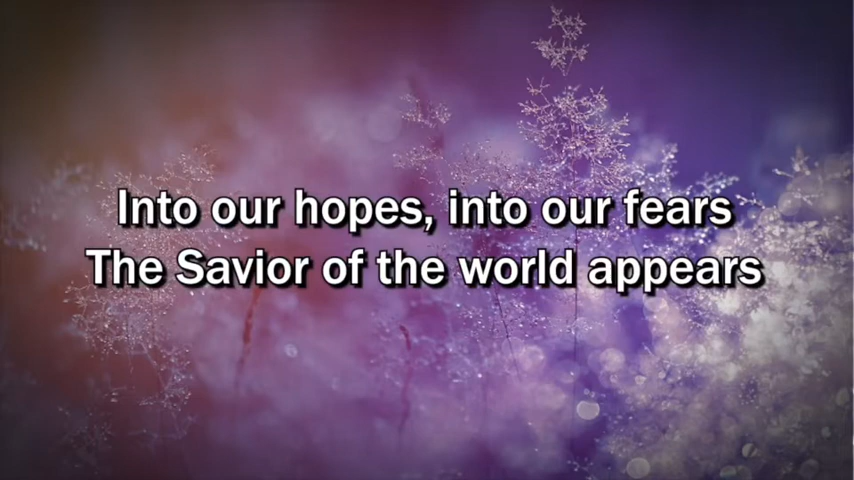 Into our hopes, into our fears
The Savior of the world appears